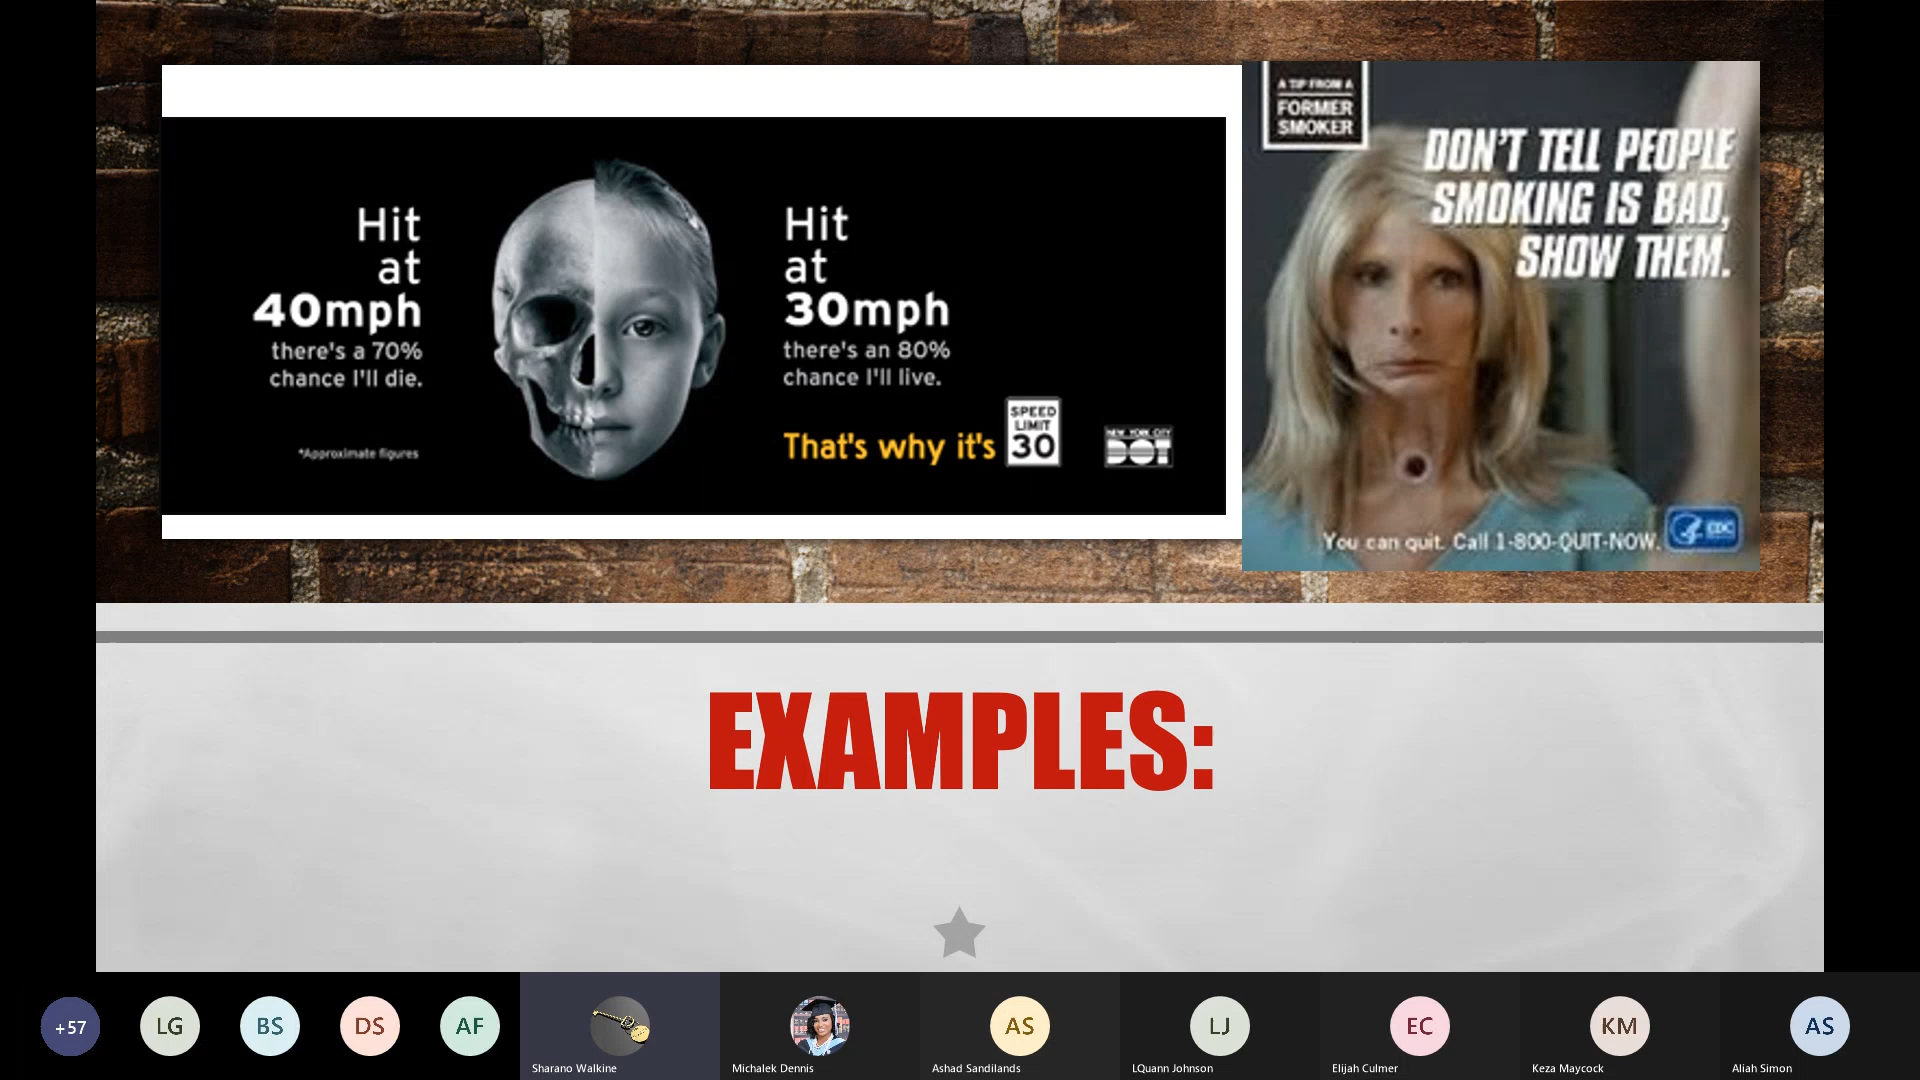 Hit
at
40mph
there's a 70%
chance I'll die.
*Approximate figures
Hit
at
30mph
there's an 80%
chance I'll live.
That's why it's
SPEED
LIMIT
30
NEW YORK CITY
DOT
A TIP FROM A
FORMER
SMOKER
DON'T TELL PEOPLE
SMOKING IS BAD,
SHOW THEM.
You can quit. Call 1-800-QUIT-NOW.
CDC
EXAMPLES:
+57
LG
BS
DS
AF
Sharano Walkine
Michalek Dennis
AS
Ashad Sandilands
LJ
LQuann Johnson
EC
Elijah Culmer
KM
Keza Maycock
AS
Aliah Simon